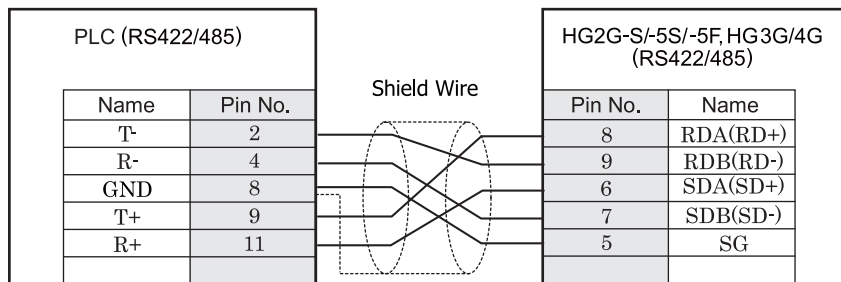 PLC (RS422/485)
HG2G-S/-5S/-5F, HG3G/4G
(RS422/485)
Shield Wire
Name Pin No.
T- 2
R- 4
GND 8
T+ 9
R+ 11
Pin No. Name
8 RDA(RD+)
9 RDB(RD-)
6 SDA(SD+)
7 SDB(SD-)
5 SG